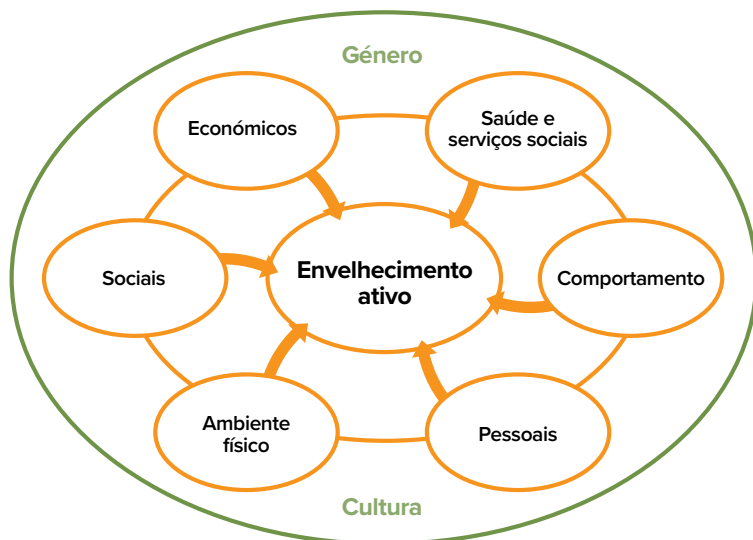 Género
Económicos
Saúde e
serviços sociais
Sociais
Envelhecimento
ativo
Comportamento
Ambiente
físico
Pessoais
Cultura